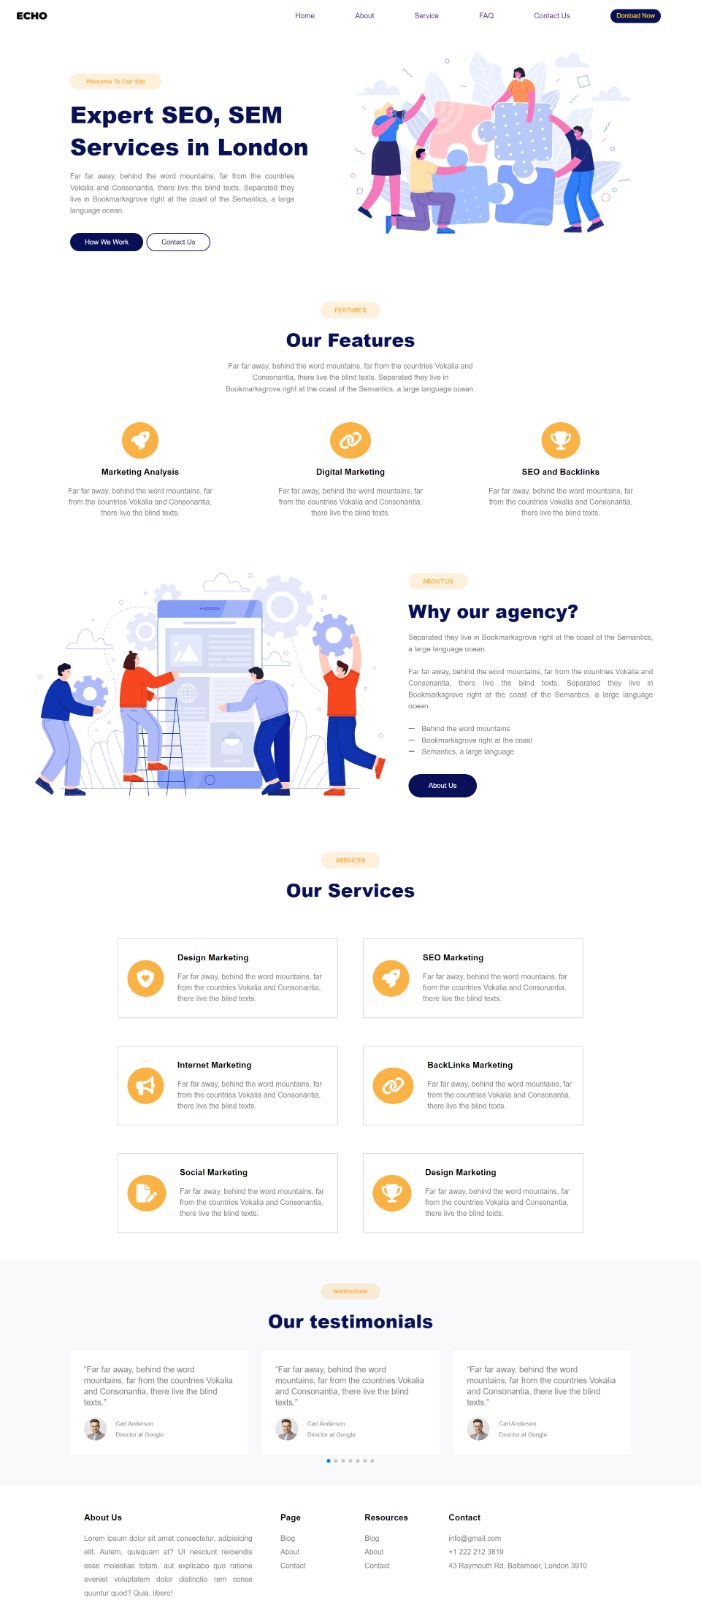 ECHO
Home About Service FAQ Contact Us Donload Now
Welcome To Our Site
Expert SEO, SEM
Services in London
Far far away, behind the word mountains, far from the countries
Vokalia and Consonantia, there live the blind texts. Separated they
live in Bookmarksgrove right at the coast of the Semantics, a large
language ocean.
How We Work Contact Us
FEATURES
Our Features
Far far away, behind the word mountains, far from the countries Vokalia and
Consonantia, there live the blind texts. Separated they live in
Bookmarksgrove right at the coast of the Semantics, a large language ocean.
Marketing Analysis
Far far away, behind the word mountains, far
from the countries Vokalia and Consonantia,
there live the blind texts.
Digital Marketing
Far far away, behind the word mountains, far
from the countries Vokalia and Consonantia,
there live the blind texts.
SEO and Backlinks
Far far away, behind the word mountains, far
from the countries Vokalia and Consonantia,
there live the blind texts.
ABOUT US
Why our agency?
Separated they live in Bookmarksgrove right at the coast of the Semantics,
a large language ocean.
Far far away, behind the word mountains, far from the countries Vokalia and
Consonantia, there live the blind texts. Separated they live in
Bookmarksgrove right at the coast of the Semantics, a large language
ocean.
— Behind the word mountains
— Bookmarksgrove right at the coast
— Semantics, a large language
About Us
SERVICES
Our Services
Design Marketing
Far far away, behind the word mountains, far
from the countries Vokalia and Consonantia,
there live the blind texts.
SEO Marketing
Far far away, behind the word mountains, far
from the countries Vokalia and Consonantia,
there live the blind texts.
Internet Marketing
Far far away, behind the word mountains, far
from the countries Vokalia and Consonantia,
there live the blind texts.
BackLinks Marketing
Far far away, behind the word mountains, far
from the countries Vokalia and Consonantia,
there live the blind texts.
Social Marketing
Far far away, behind the word mountains, far
from the countries Vokalia and Consonantia,
there live the blind texts.
Design Marketing
Far far away, behind the word mountains, far
from the countries Vokalia and Consonantia,
there live the blind texts.
testimonials
Our testimonials
"Far far away, behind the word
mountains, far from the countries Vokalia
and Consonantia, there live the blind
texts."
Carl Anderson
Director at Google
"Far far away, behind the word
mountains, far from the countries Vokalia
and Consonantia, there live the blind
texts."
Carl Anderson
Director at Google
"Far far away, behind the word
mountains, far from the countries Vokalia
and Consonantia, there live the blind
texts."
Carl Anderson
Director at Google
About Us
Lorem ipsum dolor sit amet consectetur, adipisicing
elit. Autem, quisquam at? Ut nesciunt reiciendis
esse molestias totam, aut explicabo quo ratione
eveniet voluptatem dolor distinctio rem conse
quuntur quod? Quia, libero!
Page
Blog
About
Contact
Resources
Blog
About
Contact
Contact
info@gmail.com
+1 222 212 3819
43 Raymouth Rd. Baltemoer, London 3910